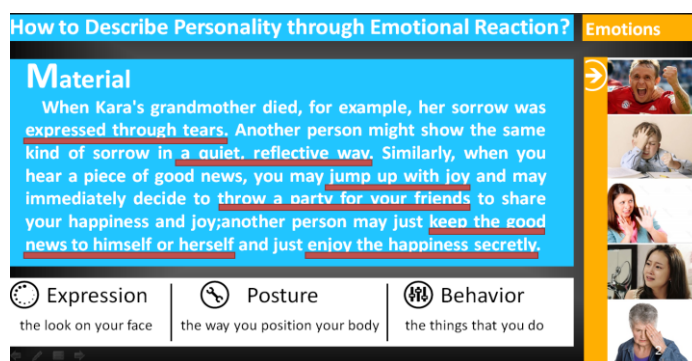 How to Describe Personality through Emotional Reaction?
Emotions
Material
When Kara's grandmother died, for example, her sorrow was
expressed through tears. Another person might show the same
kind of sorrow in a quiet, reflective way. Similarly, when you
hear a piece of good news, you may jump up with joy and may
immediately decide to throw a party for your friends to share
your happiness and joy;another person may just keep the good
news to himself or herself and just enjoy the happiness secretly.
Expression
the look on your face
Posture
the way you position your body
Behavior
the things that you do